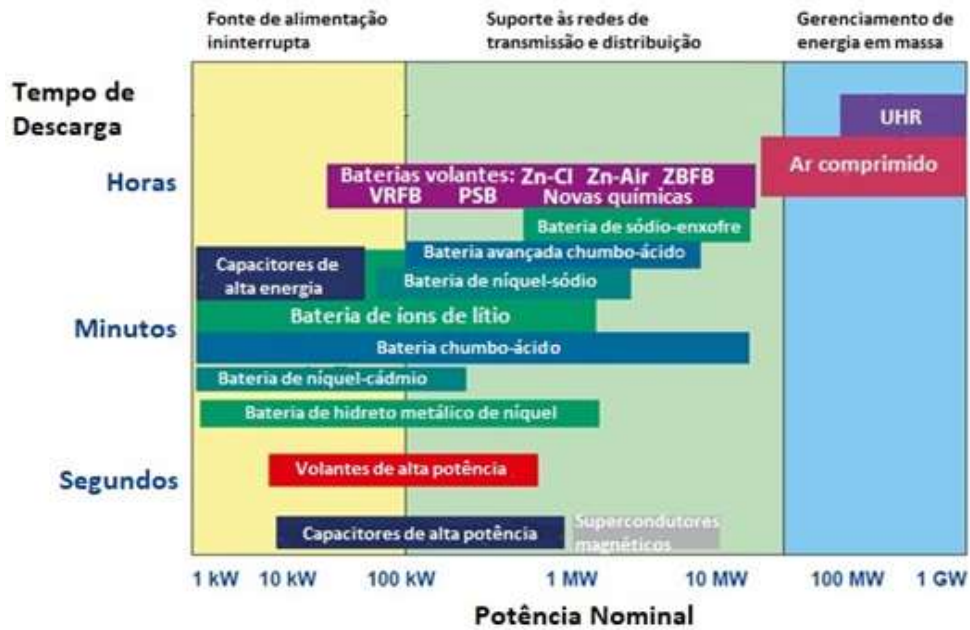 Fonte de alimentação
ininterrupta
Suporte às redes de
transmissão e distribuição
Gerenciamento de
energia em massa
Tempo de
Descarga
UHR
Ar comprimido
Horas
Baterias volantes: Zn-Cl Zn-Air ZBFB
VRFB PSB Novas químicas
Bateria de sódio-enxofre
Bateria avançada chumbo-ácido
Capacitores de
alta energia
Bateria de níquel-sódio
Minutos
Bateria de íons de lítio
Bateria chumbo-ácido
Bateria de níquel-cádmio
Bateria de hidreto metálico de níquel
Segundos
Volantes de alta potência
Capacitores de alta potência
Supercondutores
magnéticos
1 kW 10 kW 100 kW 1 MW 10 MW 100 MW 1 GW
Potência Nominal